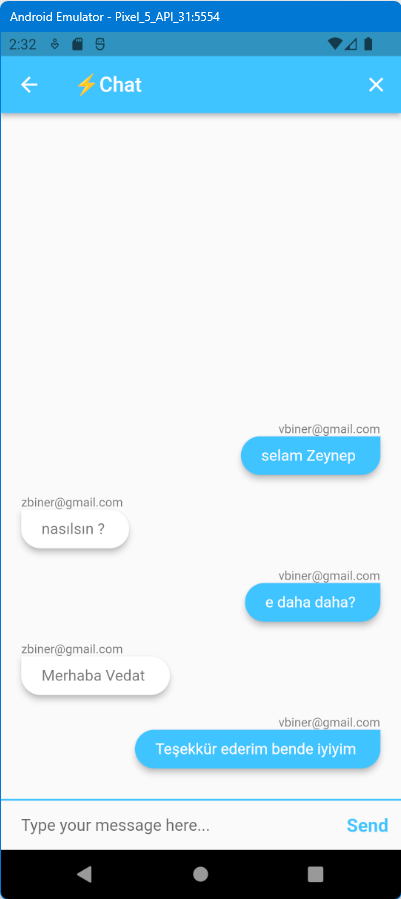 Android Emulator - Pixel_5_API_31:5554
2:32
⚡Chat
vbiner@gmail.com
selam Zeynep
zbiner@gmail.com
nasılsın ?
vbiner@gmail.com
e daha daha?
zbiner@gmail.com
Merhaba Vedat
vbiner@gmail.com
Teşekkür ederim bende iyiyim
Type your message here... Send